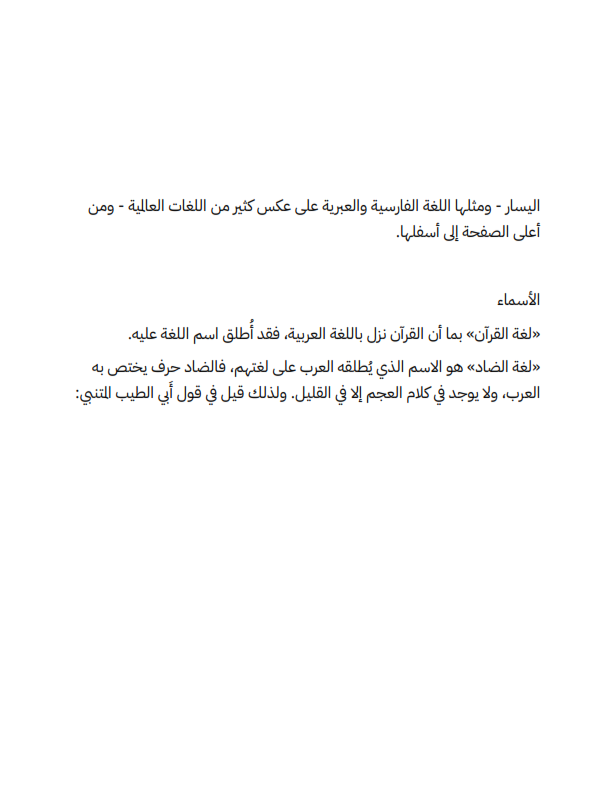 اليسار - ومثلها اللغة الفارسية والعبرية على عكس كثير من اللغات العالمية - ومن
أعلى الصفحة إلى أسفلها.
الأسماء
«لغة القرآن» بما أن القرآن نزل باللغة العربية، فقد أُطلق اسم اللغة عليه.
«لغة الضاد» هو الاسم الذي يُطلقه العرب على لغتهم، فالضاد حرف يختص به
العرب، ولا يوجد في كلام العجم إلا في القليل. ولذلك قيل في قول أَبي الطيب المتنبي: